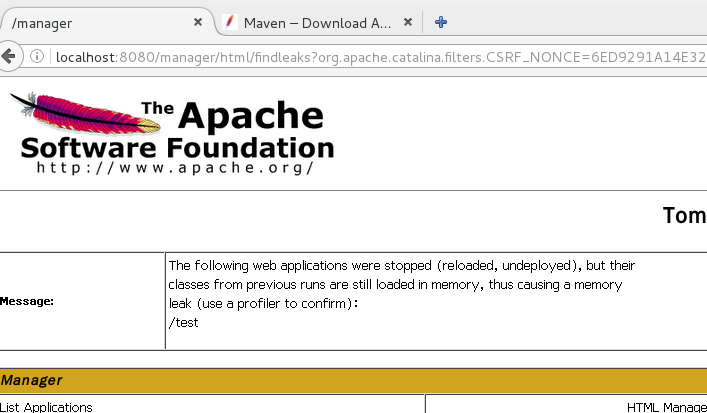 /manager
Maven – Download A...
localhost:8080/manager/html/findleaks?org.apache.catalina.filters.CSRF_NONCE=6ED9291A14E32
The Apache
Software Foundation
http://www.apache.org/
Tom
Message:
The following web applications were stopped (reloaded, undeployed), but their
classes from previous runs are still loaded in memory, thus causing a memory
leak (use a profiler to confirm):
/test
Manager
List Applications
HTML Manage